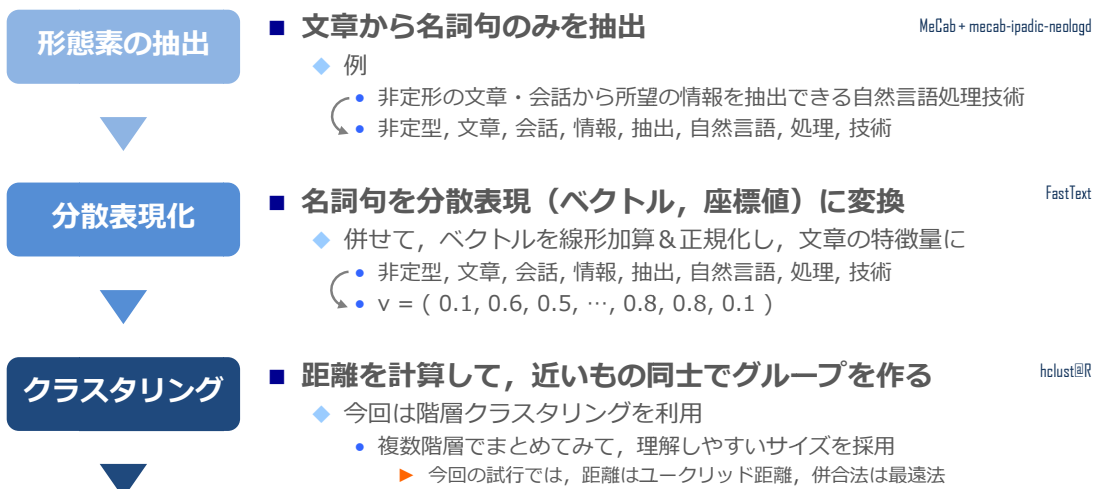 形態素の抽出
■ 文章から名詞句のみを抽出
MeCab + mecab-ipadic-neologd
◆ 例
• 非定形の文章・会話から所望の情報を抽出できる自然言語処理技術
• 非定型, 文章, 会話, 情報, 抽出, 自然言語, 処理, 技術
分散表現化
■ 名詞句を分散表現（ベクトル，座標値）に変換
FastText
◆ 併せて，ベクトルを線形加算＆正規化し，文章の特徴量に
• 非定型, 文章, 会話, 情報, 抽出, 自然言語, 処理, 技術
• v = ( 0.1, 0.6, 0.5, …, 0.8, 0.8, 0.1 )
クラスタリング
■ 距離を計算して，近いもの同士でグループを作る
hclust@R
◆ 今回は階層クラスタリングを利用
• 複数階層でまとめてみて，理解しやすいサイズを採用
► 今回の試行では，距離はユークリッド距離，併合法は最遠法